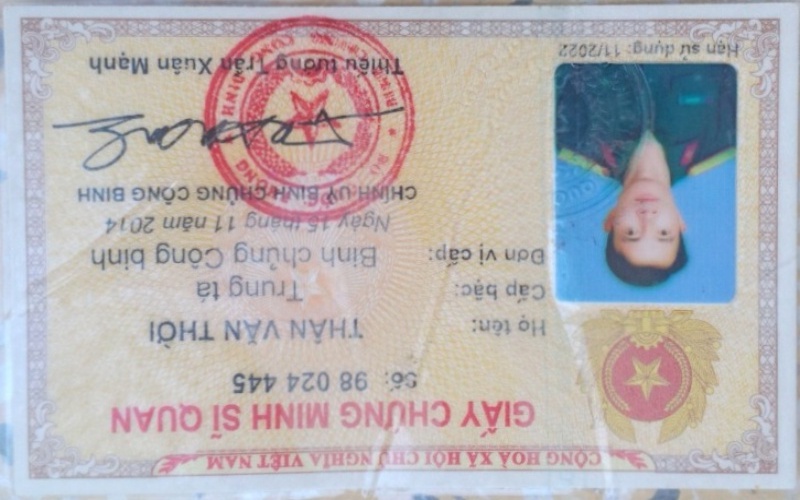 CỘNG HOÀ XÃ HỘI CHỦ NGHĨA VIỆT NAM
GIẤY CHỨNG MINH SĨ QUAN
Số: 98 024 445
Họ tên: THÂN VĂN THỜI
Cấp bậc: Trung tá
Đơn vị cấp: Binh chủng Công binh
Ngày 15 tháng 11 năm 2014
CHÍNH UỶ BINH CHỦNG CÔNG BINH
Thiếu tướng Trần Xuân Mạnh
Hạn sử dụng: 11/2022